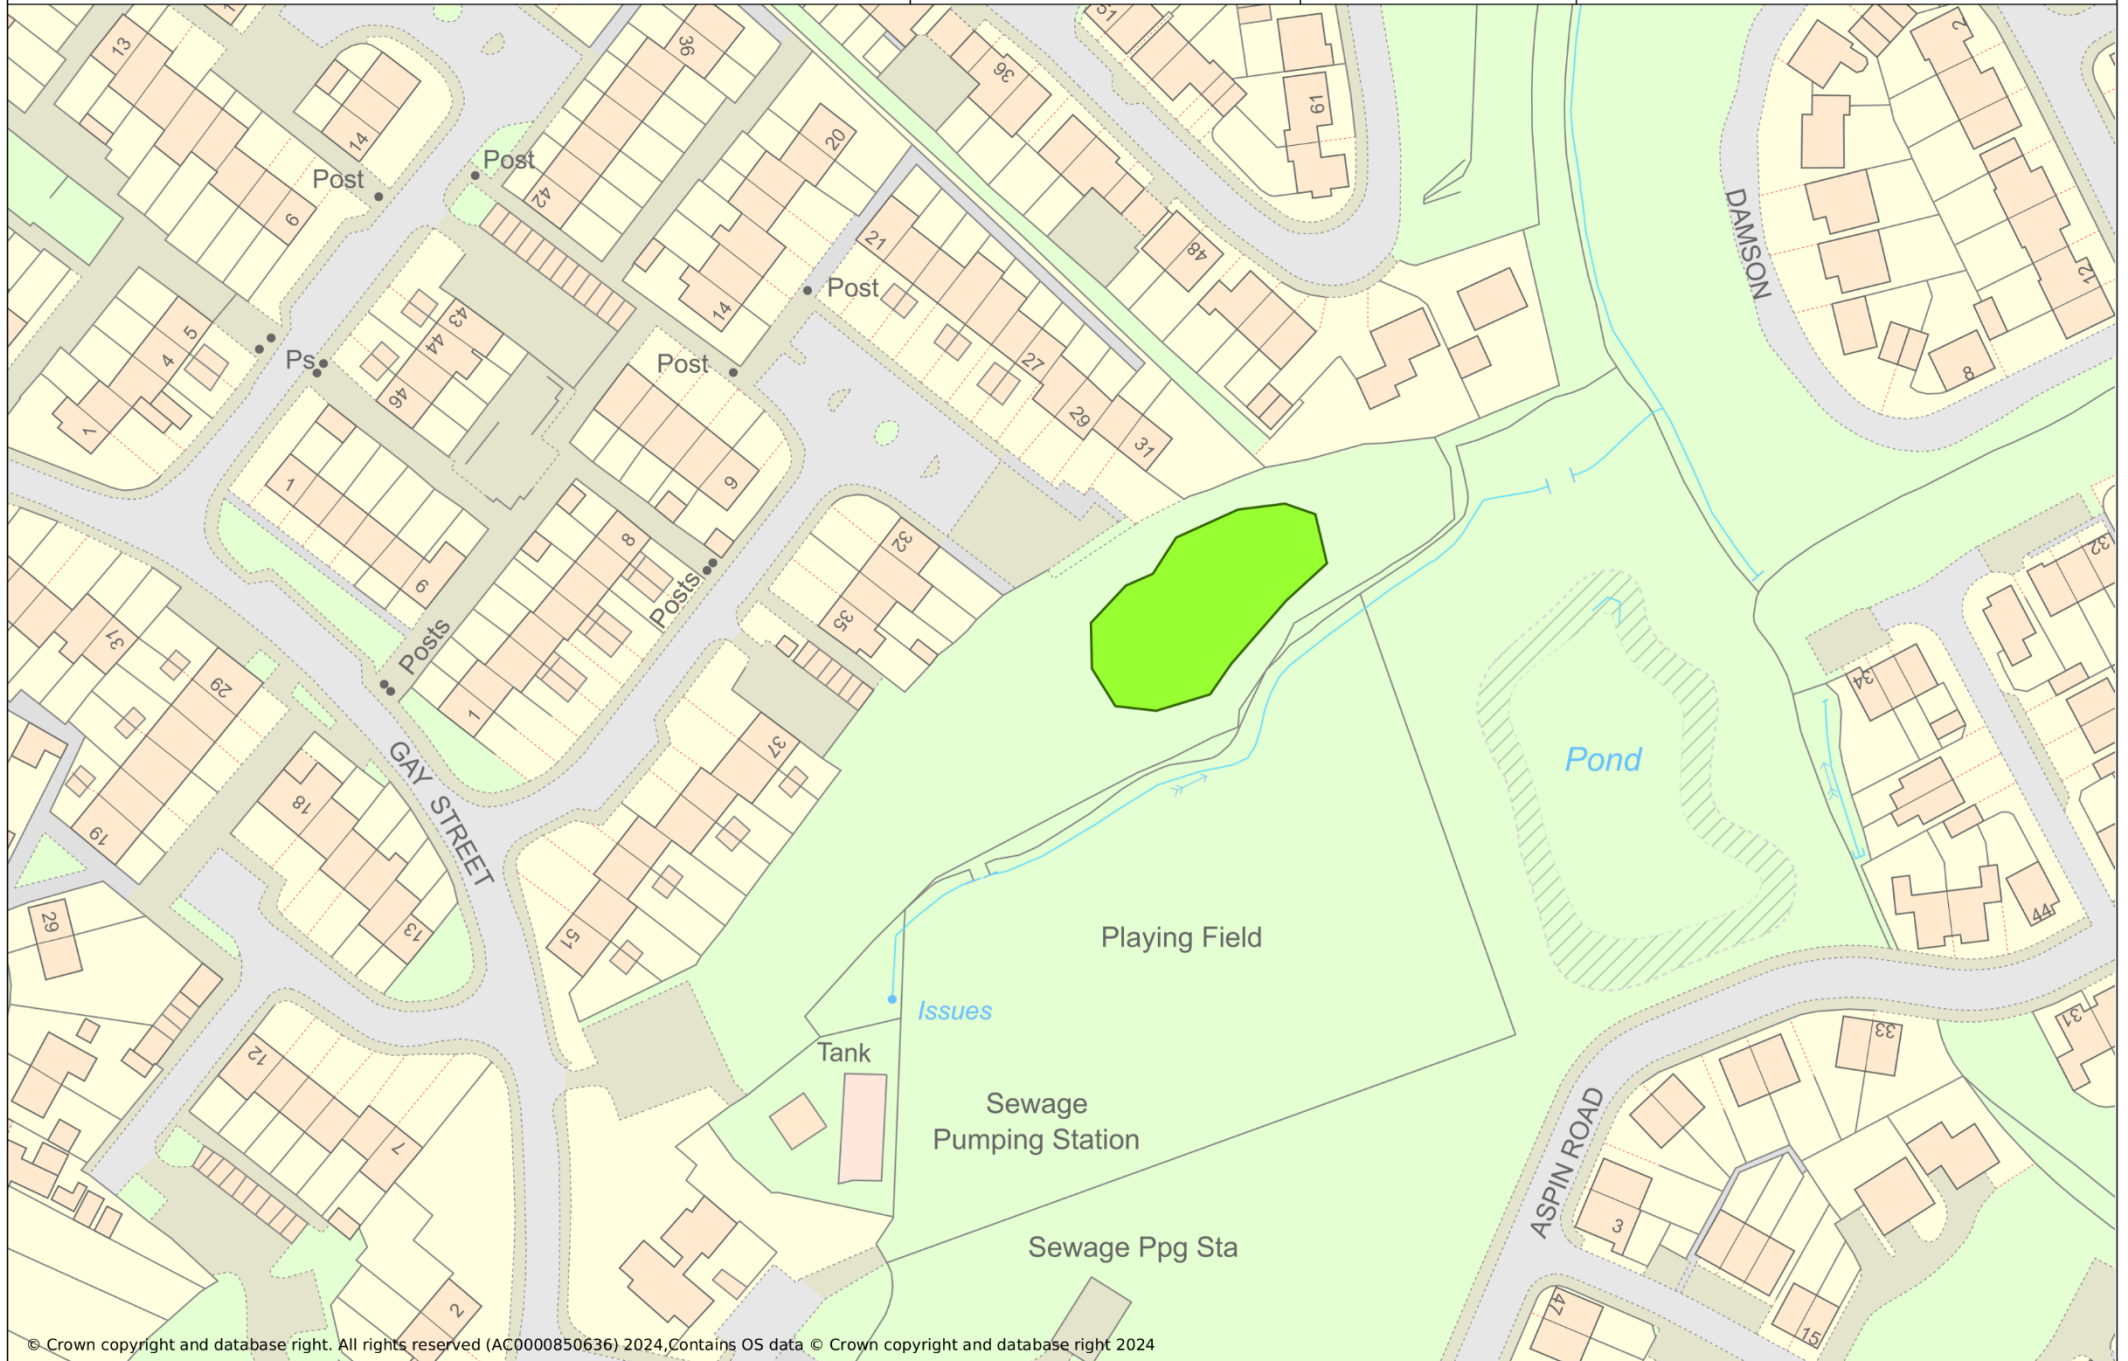 13
36
51
36
2
14
Post
Post
20
61
42
6
21
48
DAMSON
12
14
Post
43
44
46
5
4
1
Ps
Post
27
29
31
8
1
6
9
8
32
35
Posts
Posts
1
31
29
19
GAY STREET
37
18
13
51
32
34
Pond
44
29
Playing Field
Issues
Tank
Sewage
Pumping Station
12
7
33
31
ASPIN ROAD
3
Sewage Ppg Sta
2
47
15
© Crown copyright and database right. All rights reserved (AC0000850636) 2024,Contains OS data © Crown copyright and database right 2024